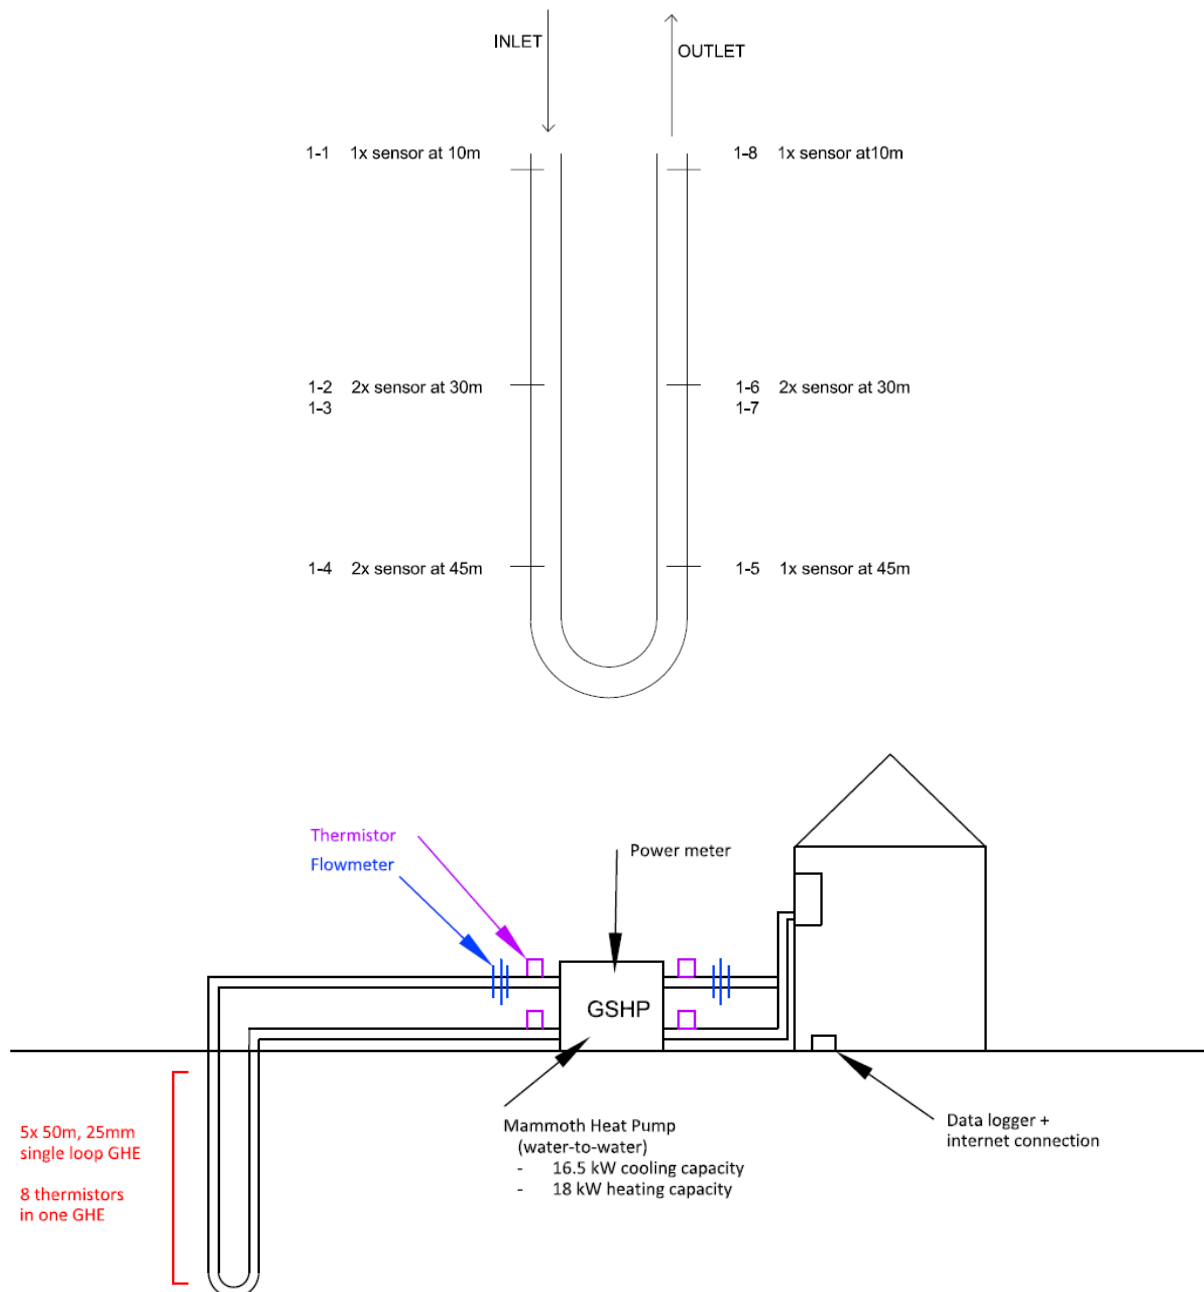 INLET
OUTLET
1-1 1x sensor at 10m
1-8 1x sensor at10m
1-2 2x sensor at 30m
1-3
1-6 2x sensor at 30m
1-7
1-4 2x sensor at 45m
1-5 1x sensor at 45m
Thermistor
Flowmeter
Power meter
GSHP
5x 50m, 25mm
single loop GHE
8 thermistors
in one GHE
Mammoth Heat Pump
(water-to-water)
- 16.5 kW cooling capacity
- 18 kW heating capacity
Data logger +
internet connection